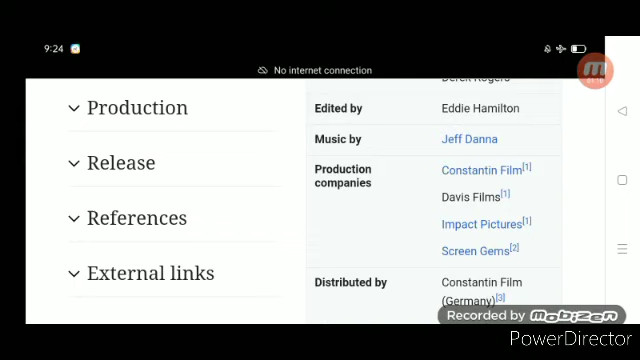 9:24
No internet connection
Production
Release
References
External links
Derek Rogers
Edited by Eddie Hamilton
Music by Jeff Danna
Production companies Constantin Film[1]
Davis Films[1]
Impact Pictures[1]
Screen Gems[2]
Distributed by Constantin Film
(Germany)[3]
Recorded by Mobizen
PowerDirector